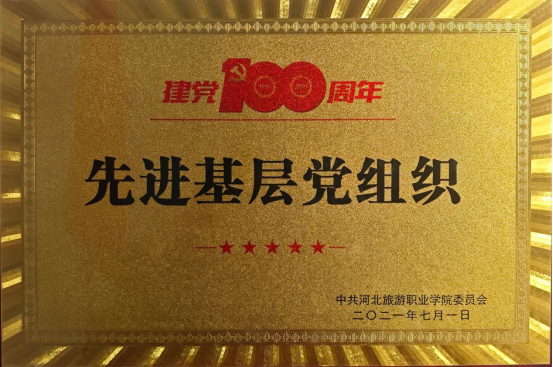 建党100周年
先进基层党组织
中共河北旅游职业学院委员会
二〇二一年七月一日